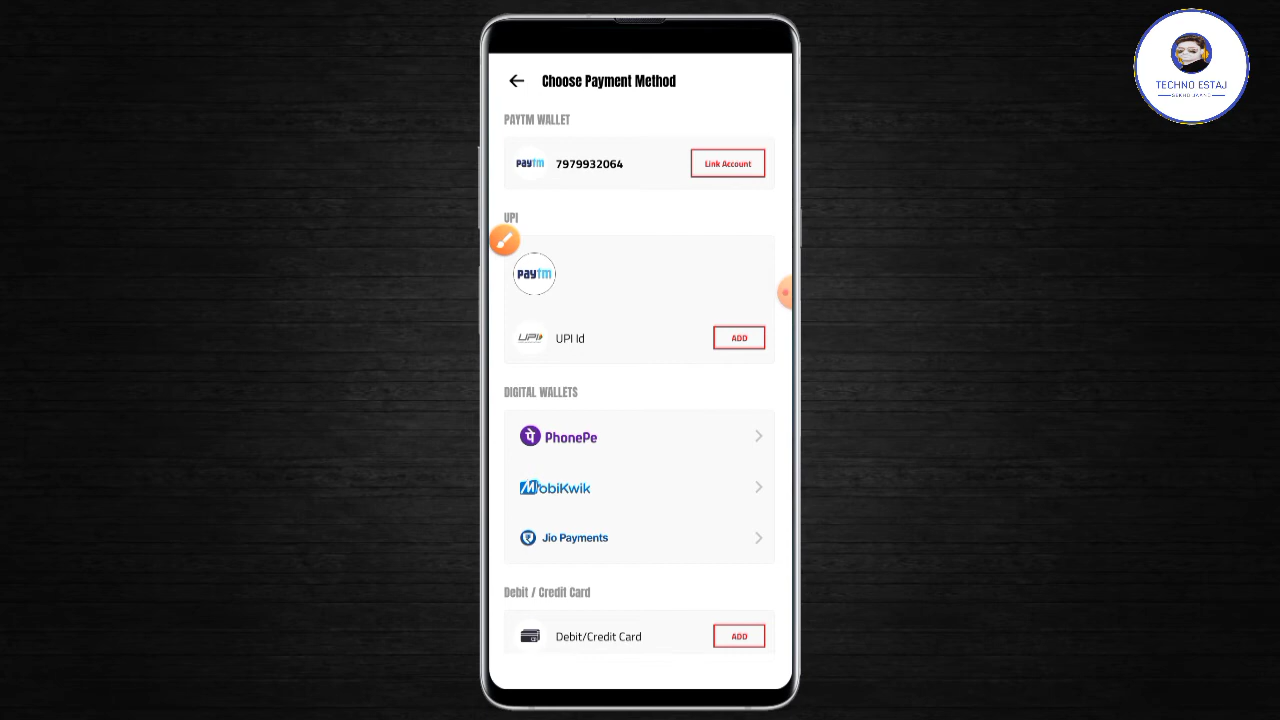 TECHNO ESTAJ
Choose Payment Method
PAYTM WALLET
paytm 7979932064 Link Account
UPI
paytm
UPI UPI Id ADD
DIGITAL WALLETS
PhonePe
MobiKwik
Jio Payments
Debit / Credit Card
Debit/Credit Card ADD